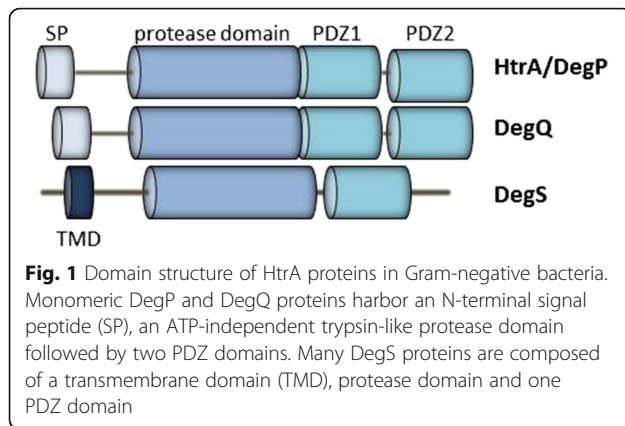 SP protease domain PDZ1 PDZ2
HtrA/DegP
DegQ
DegS
TMD
Fig. 1 Domain structure of HtrA proteins in Gram-negative bacteria.
Monomeric DegP and DegQ proteins harbor an N-terminal signal
peptide (SP), an ATP-independent trypsin-like protease domain
followed by two PDZ domains. Many DegS proteins are composed
of a transmembrane domain (TMD), protease domain and one
PDZ domain